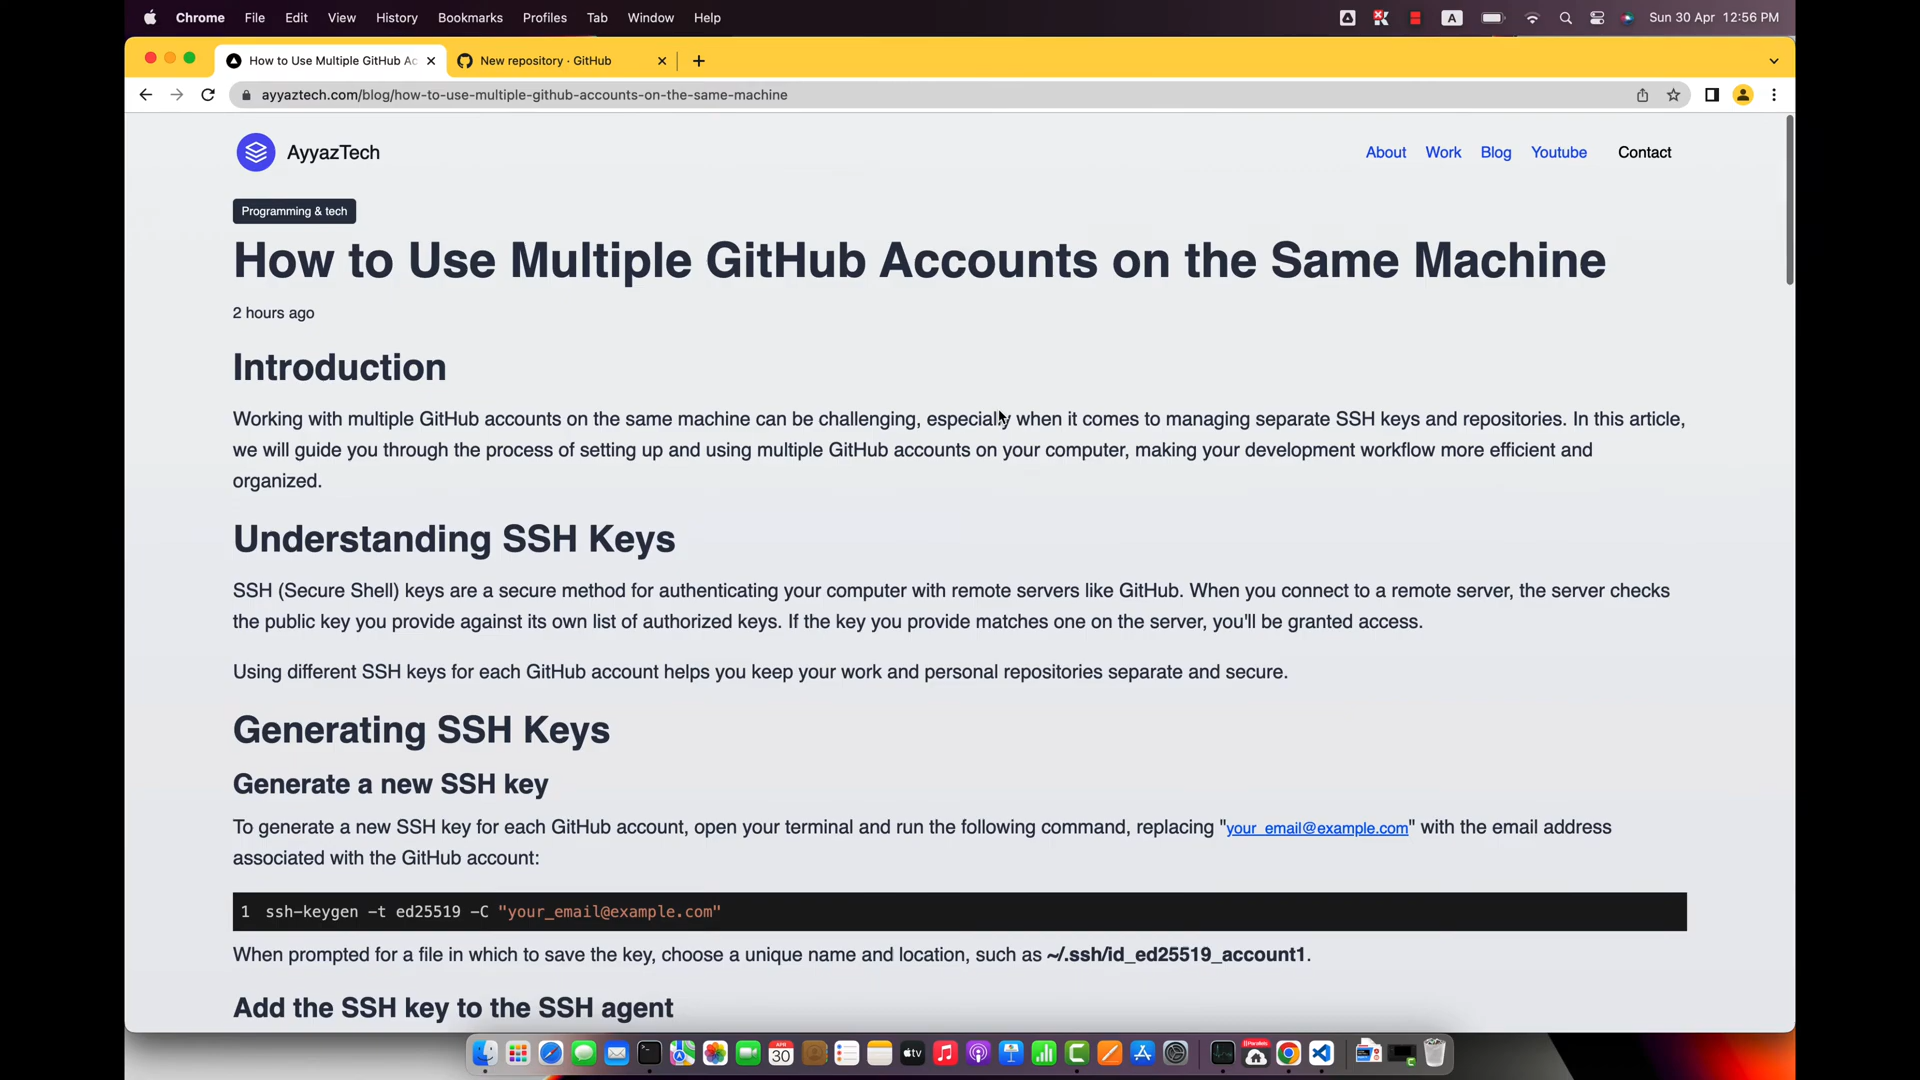 Chrome File Edit View History Bookmarks Profiles Tab Window Help A Sun 30 Apr 12:56 PM
How to Use Multiple GitHub Ac New repository · GitHub
ayyaztech.com/blog/how-to-use-multiple-github-accounts-on-the-same-machine
AyyazTech About Work Blog Youtube Contact
Programming & tech
How to Use Multiple GitHub Accounts on the Same Machine
2 hours ago
Introduction
Working with multiple GitHub accounts on the same machine can be challenging, especially when it comes to managing separate SSH keys and repositories. In this article,
we will guide you through the process of setting up and using multiple GitHub accounts on your computer, making your development workflow more efficient and
organized.
Understanding SSH Keys
SSH (Secure Shell) keys are a secure method for authenticating your computer with remote servers like GitHub. When you connect to a remote server, the server checks
the public key you provide against its own list of authorized keys. If the key you provide matches one on the server, you'll be granted access.
Using different SSH keys for each GitHub account helps you keep your work and personal repositories separate and secure.
Generating SSH Keys
Generate a new SSH key
To generate a new SSH key for each GitHub account, open your terminal and run the following command, replacing "your_email@example.com" with the email address
associated with the GitHub account:
1 ssh-keygen -t ed25519 -C "your_email@example.com"
When prompted for a file in which to save the key, choose a unique name and location, such as ~/.ssh/id_ed25519_account1.
Add the SSH key to the SSH agent
APR
30
tv